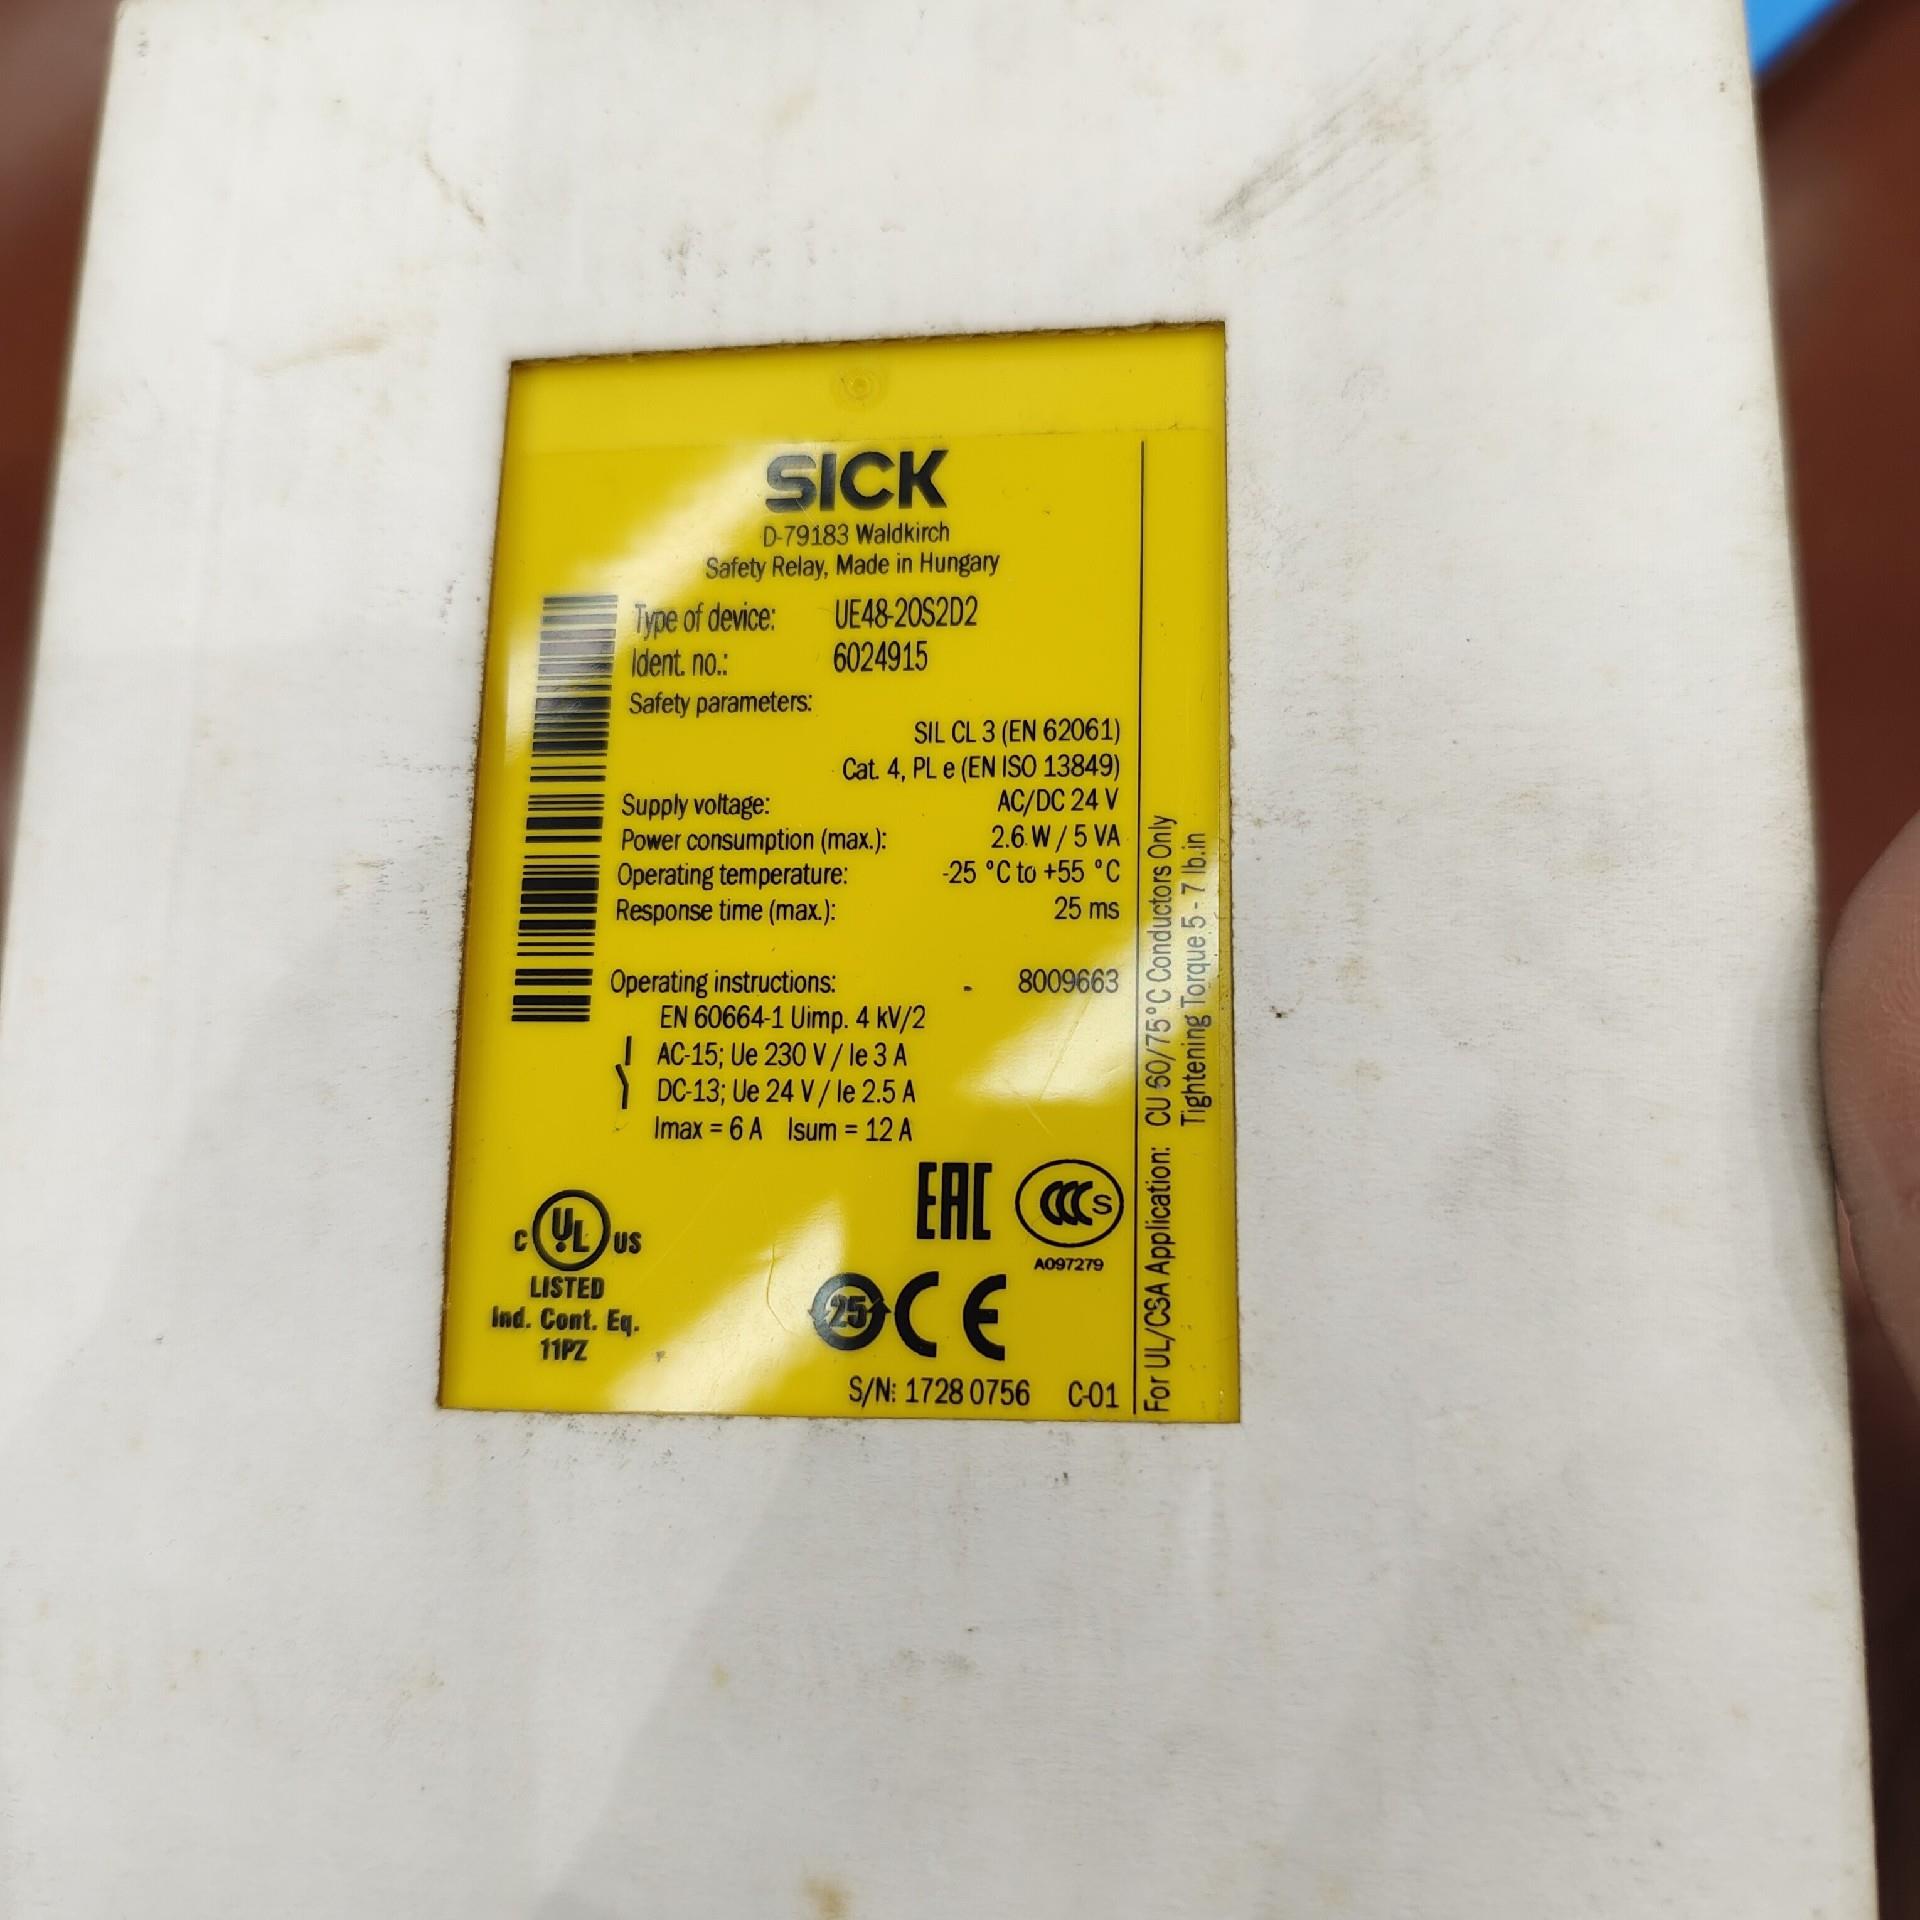 SICK
D-79183 Waldkirch
Safety Relay, Made in Hungary
Type of device: UE48-20S2D2
Ident. no.: 6024915
Safety parameters:
SIL CL 3 (EN 62061)
Cat. 4, PL e (EN ISO 13849)
Supply voltage: AC/DC 24 V
Power consumption (max.): 2.6 W / 5 VA
Operating temperature: -25 °C to +55 °C
Response time (max.): 25 ms
Operating instructions: 8009663
EN 60664-1 Uimp. 4 kV/2
AC-15; Ue 230 V / Ie 3 A
DC-13; Ue 24 V / Ie 2.5 A
Imax = 6 A Isum = 12 A
EAC CCC S
A097279
C UL US
LISTED
Ind. Cont. Eq.
11PZ
25 CE
S/N: 1728 0756 C-01
For UL/CSA Application: CU 60/75°C Conductors Only
Tightening Torque 5 - 7 lb.in